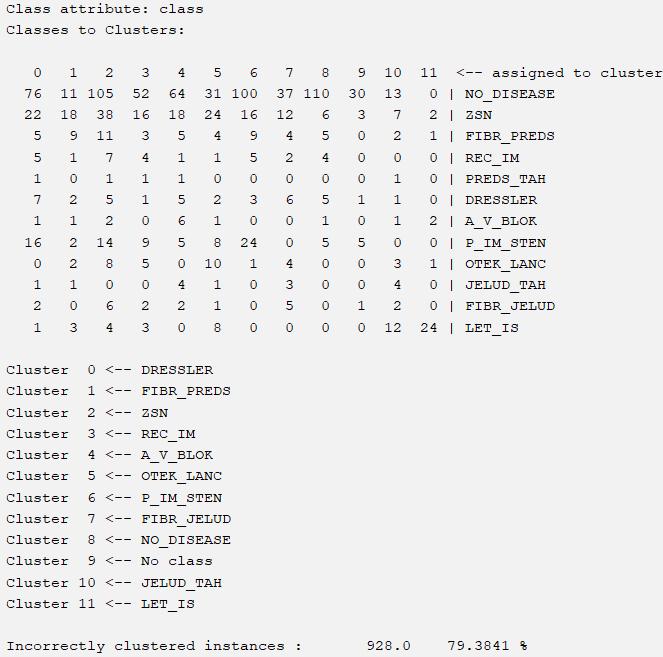 Class attribute: class
Classes to Clusters:
0 1 2 3 4 5 6 7 8 9 10 11 <-- assigned to cluster
76 11 105 52 64 31 100 37 110 30 13 0 | NO_DISEASE
22 18 38 16 18 24 16 12 6 3 7 2 | ZSN
5 9 11 3 5 4 9 4 5 0 2 1 | FIBR_PREDS
5 1 7 4 1 1 5 2 4 0 0 0 | REC_IM
1 0 1 1 1 0 0 0 0 0 1 0 | PREDS_TAH
7 2 5 1 5 2 3 6 5 1 1 0 | DRESSLER
1 1 2 0 6 1 0 0 1 0 1 2 | A_V_BLOK
16 2 14 9 5 8 24 0 5 5 0 0 | P_IM_STEN
0 2 8 5 0 10 1 4 0 0 3 1 | OTEK_LANC
1 1 0 0 4 1 0 3 0 0 4 0 | JELUD_TAH
2 0 6 2 2 1 0 5 0 1 2 0 | FIBR_JELUD
1 3 4 3 0 8 0 0 0 0 12 24 | LET_IS
Cluster 0 <-- DRESSLER
Cluster 1 <-- FIBR_PREDS
Cluster 2 <-- ZSN
Cluster 3 <-- REC_IM
Cluster 4 <-- A_V_BLOK
Cluster 5 <-- OTEK_LANC
Cluster 6 <-- P_IM_STEN
Cluster 7 <-- FIBR_JELUD
Cluster 8 <-- NO_DISEASE
Cluster 9 <-- No class
Cluster 10 <-- JELUD_TAH
Cluster 11 <-- LET_IS
Incorrectly clustered instances : 928.0 79.3841 %